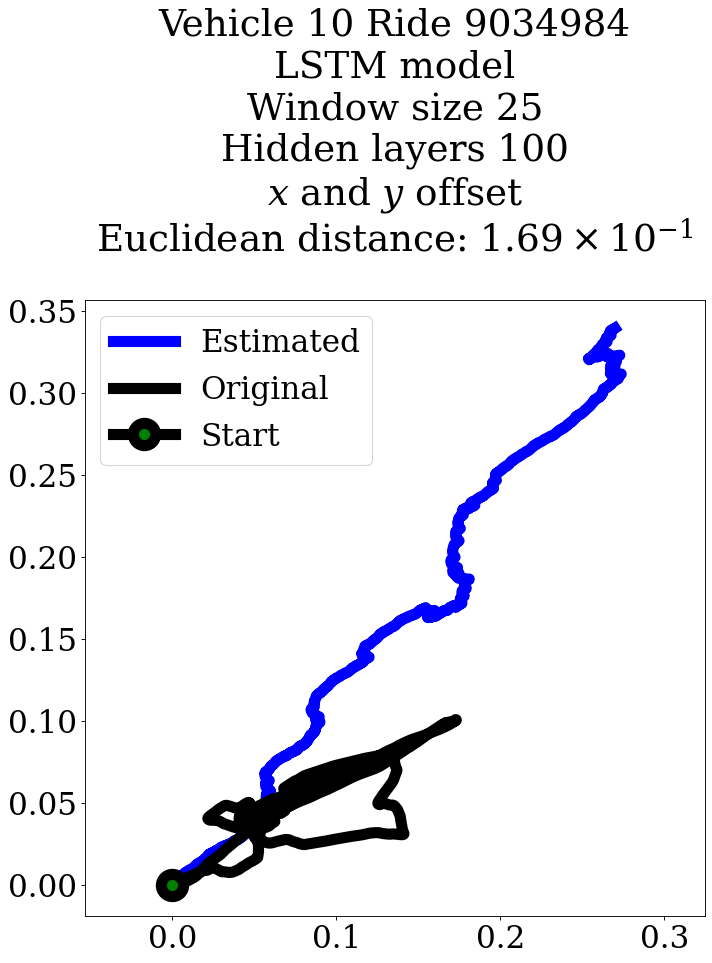 Vehicle 10 Ride 9034984
LSTM model
Window size 25
Hidden layers 100
x and y offset
Euclidean distance: 1.69 × 10⁻¹
Estimated
Original
Start
0.35
0.30
0.25
0.20
0.15
0.10
0.05
0.00
0.0 0.1 0.2 0.3